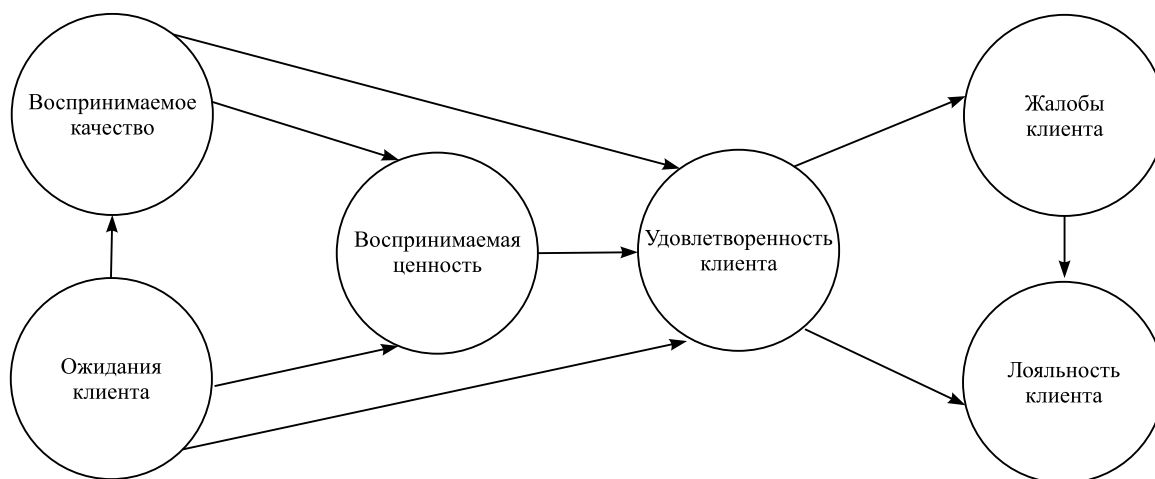 Воспринимаемое
качество
Жалобы
клиента
Воспринимаемая
ценность
Удовлетворенность
клиента
Ожидания
клиента
Лояльность
клиента